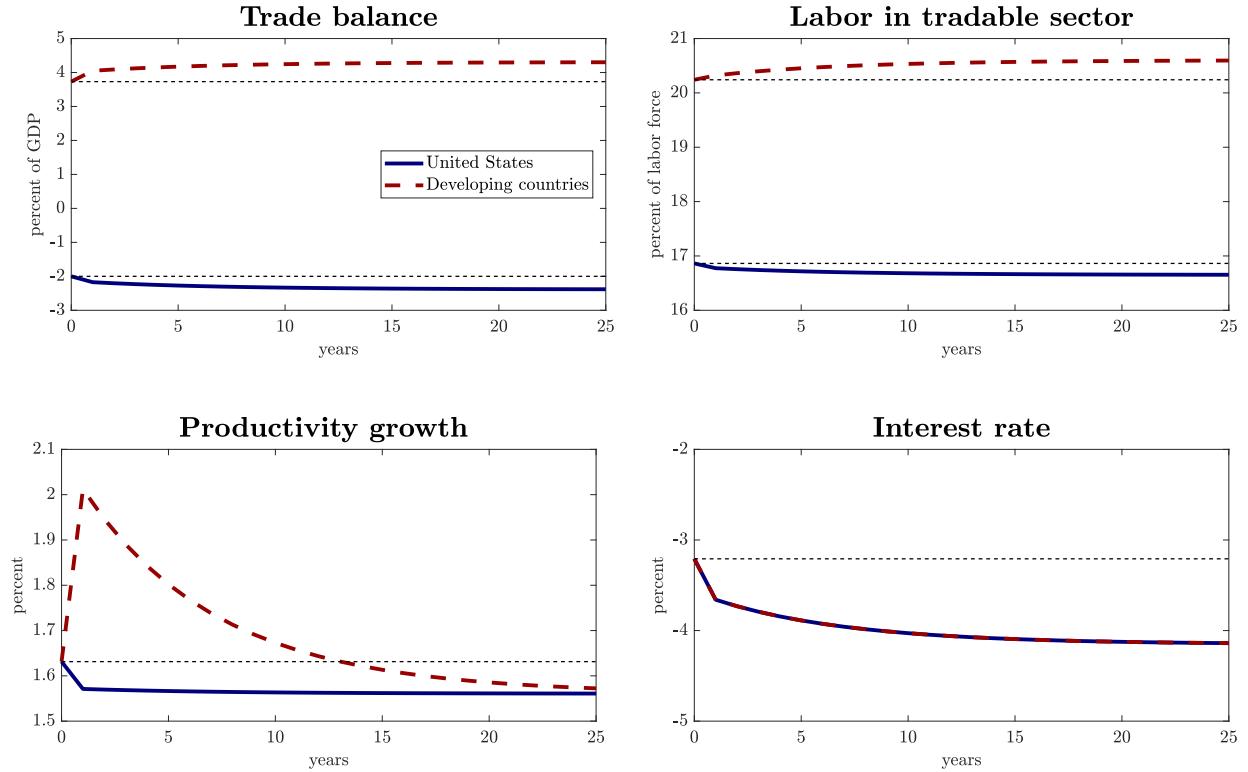 Trade balance
5
4
3
2
1
0
-1
-2
-3
percent of GDP
United States
Developing countries
0 5 10 15 20 25
years
Labor in tradable sector
21
20
19
18
17
16
percent of labor force
0 5 10 15 20 25
years
Productivity growth
2.1
2
1.9
1.8
1.7
1.6
1.5
percent
0 5 10 15 20 25
years
Interest rate
-2
-3
-4
-5
percent
0 5 10 15 20 25
years